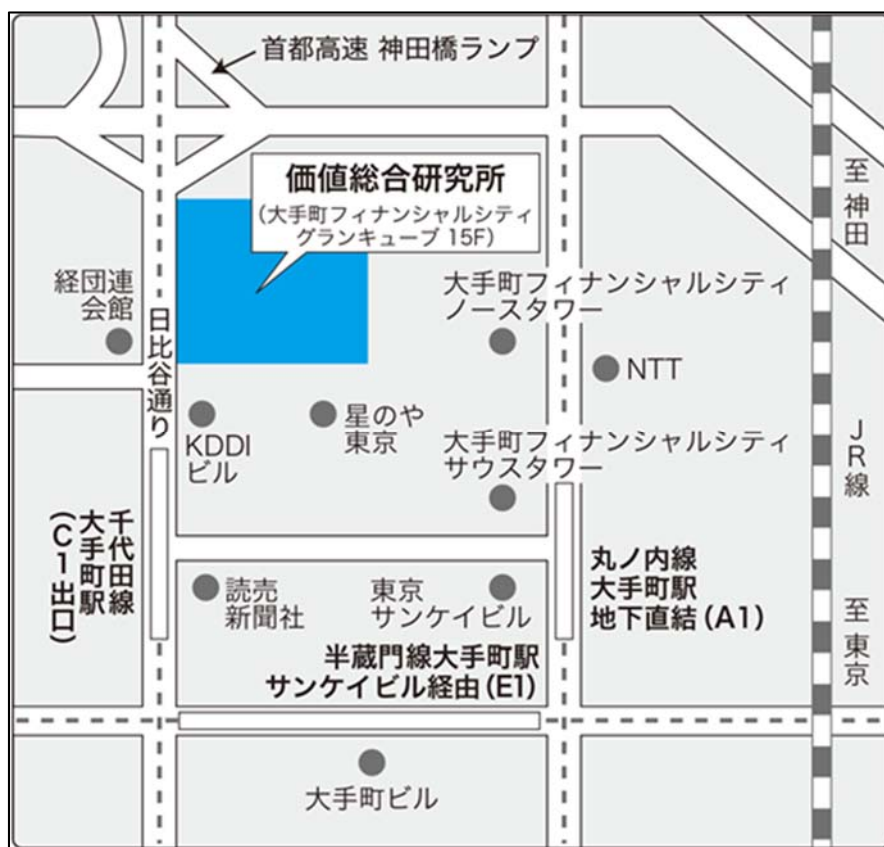 首都高速 神田橋ランプ
価値総合研究所
(大手町フィナンシャルシティ
グランキューブ 15F)
至神田
経団連
会館
大手町フィナンシャルシティ
ノースタワー
日比谷通り
NTT
KDDI
ビル
星のや
東京
大手町フィナンシャルシティ
サウスタワー
JR線
千代田線
大手町駅
(C1出口)
読売
新聞社
東京
サンケイビル
丸ノ内線
大手町駅
地下直結(A1)
至東京
半蔵門線大手町駅
サンケイビル経由(E1)
大手町ビル